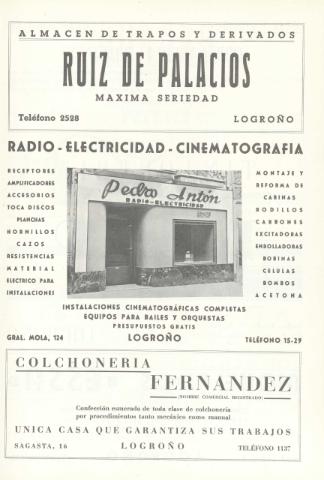 ALMACEN DE TRAPOS Y DERIVADOS
RUIZ DE PALACIOS
MAXIMA SERIEDAD
Teléfono 2528 LOGROÑO
RADIO - ELECTRICIDAD - CINEMATOGRAFIA
RECEPTORES
AMPLIFICADORES
ACCESORIOS
TOCA DISCOS
PLANCHAS
HORNILLOS
CAZOS
RESISTENCIAS
MATERIAL
ELECTRICO PARA
INSTALACIONES
Pedro Antón
RADIO-ELECTRICIDAD
MONTAJE Y
REFORMA DE
CABINAS
RODILLOS
CARBONES
EXCITADORAS
ENROLLADORAS
BOBINAS
CÉLULAS
BOMBOS
ACETONA
INSTALACIONES CINEMATOGRÁFICAS COMPLETAS
EQUIPOS PARA BAILES Y ORQUESTAS
PRESUPUESTOS GRATIS
GRAL. MOLA, 124 LOGROÑO TELÉFONO 15-29
COLCHONERIA
FERNANDEZ
(NOMBRE COMERCIAL REGISTRADO)
Confección esmerada de toda clase de colchonería
por procedimientos tanto mecánico como manual
UNICA CASA QUE GARANTIZA SUS TRABAJOS
SAGASTA, 16 LOGROÑO TELÉFONO 1137